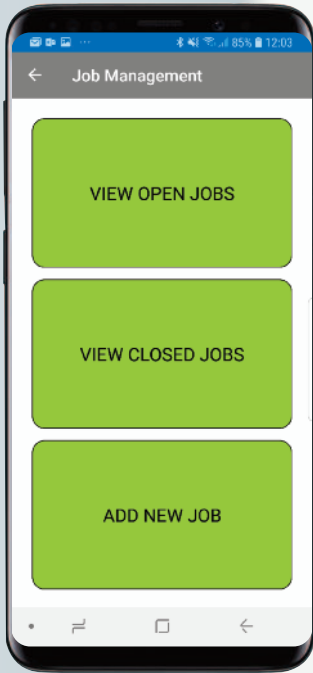 85% 12:03
Job Management
VIEW OPEN JOBS
VIEW CLOSED JOBS
ADD NEW JOB